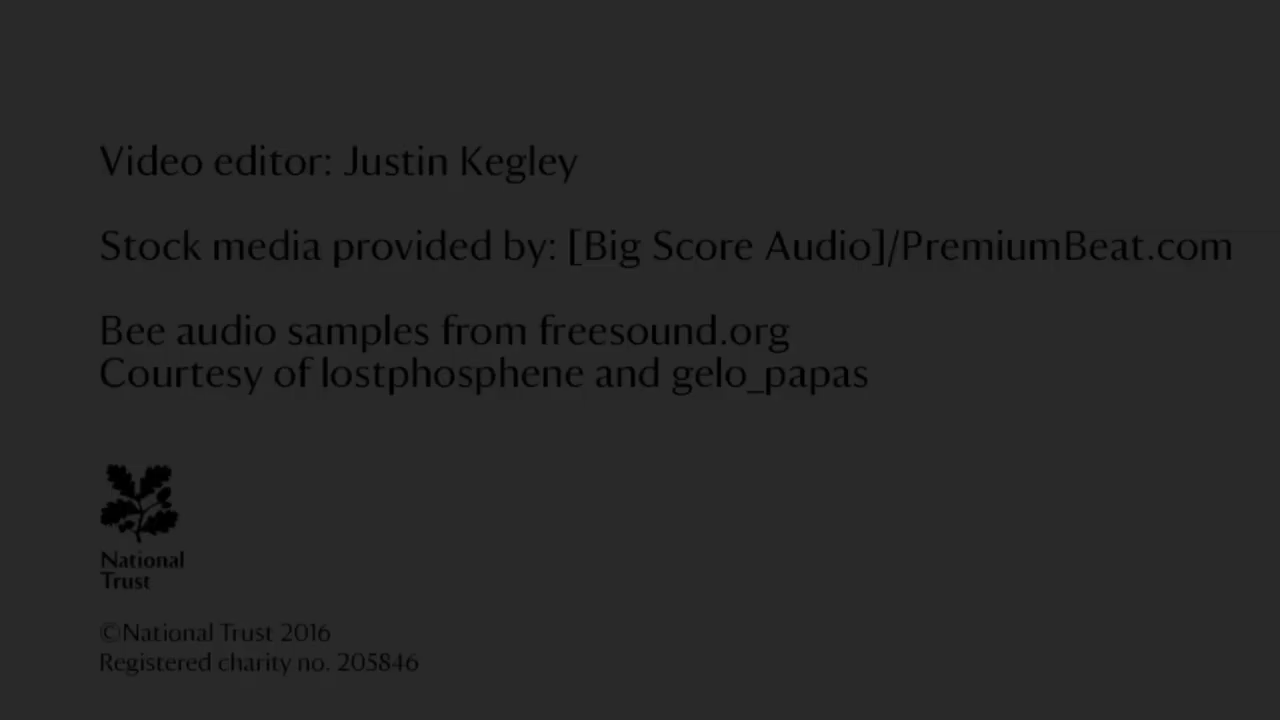 Video editor: Justin Kegley
Stock media provided by: [Big Score Audio]/PremiumBeat.com
Bee audio samples from freesound.org
Courtesy of lostphosphene and gelo_papas
National
Trust
©National Trust 2016
Registered charity no. 205846